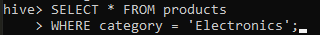 hive> SELECT * FROM products
    > WHERE category = 'Electronics';